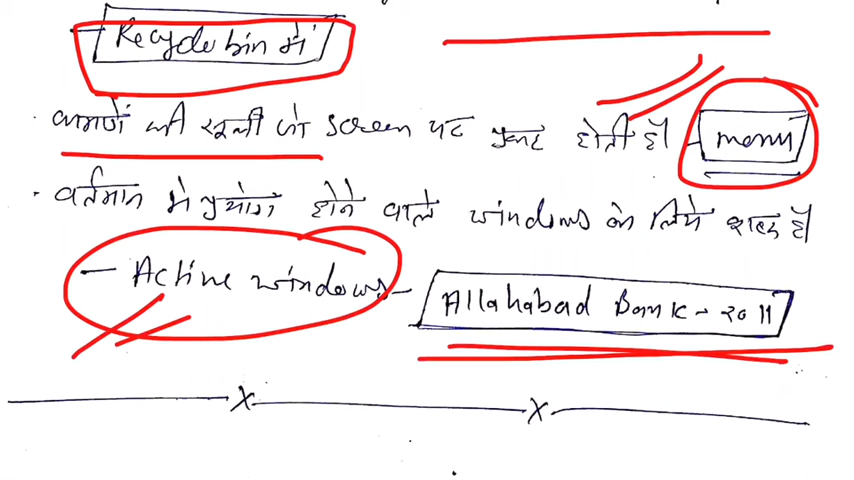 Recycle bin में
• कमाण्डों की सूची जो screen पर प्रकट होती है - menu
• वर्तमान मे प्रयोग होने वाले windows के लिये शब्द है
— Active windows - Allahabad Bank - 2011